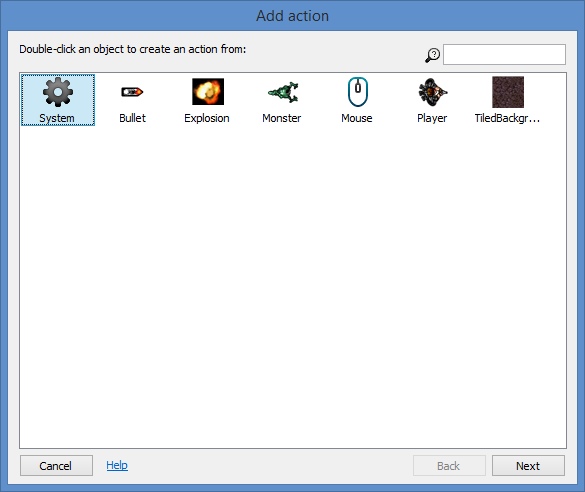 Add action
Double-click an object to create an action from:
System Bullet Explosion Monster Mouse Player TiledBackgr...
Cancel Help Back Next